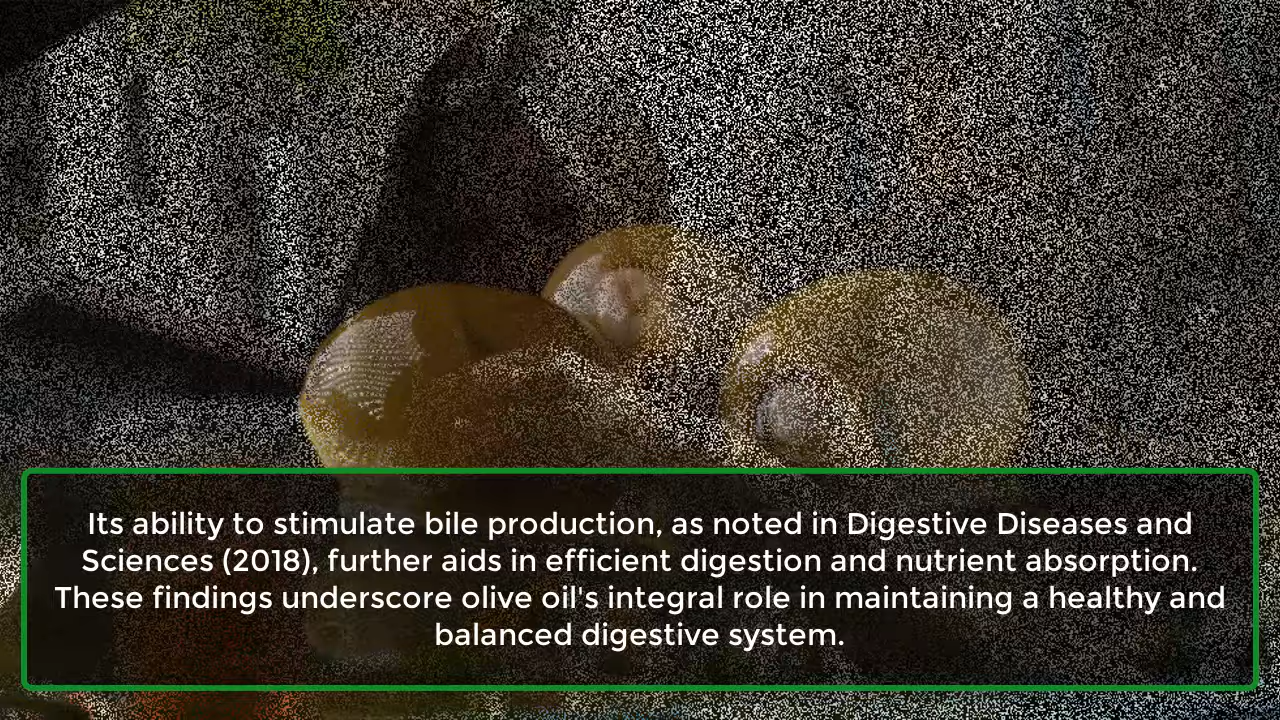 Its ability to stimulate bile production, as noted in Digestive Diseases and
Sciences (2018), further aids in efficient digestion and nutrient absorption.
These findings underscore olive oil's integral role in maintaining a healthy and
balanced digestive system.